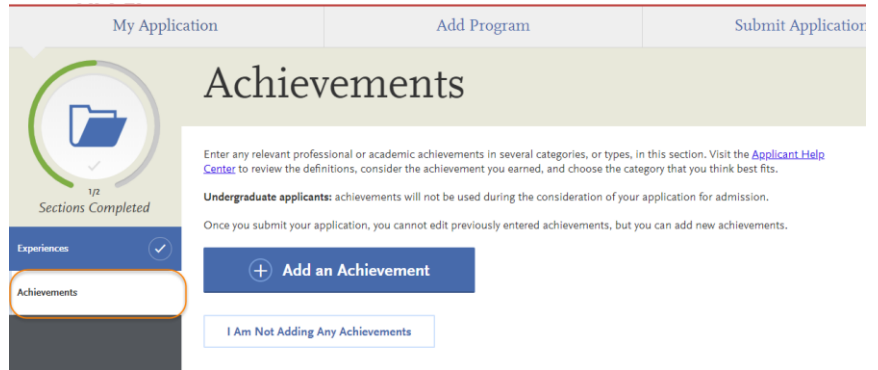 My Application
Add Program
Submit Application
Achievements
1/2
Sections Completed
Experiences
Achievements
Enter any relevant professional or academic achievements in several categories, or types, in this section. Visit the Applicant Help
Center to review the definitions, consider the achievement you earned, and choose the category that you think best fits.
Undergraduate applicants: achievements will not be used during the consideration of your application for admission.
Once you submit your application, you cannot edit previously entered achievements, but you can add new achievements.
Add an Achievement
I Am Not Adding Any Achievements